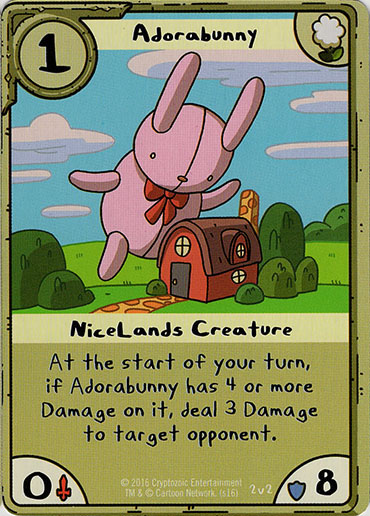 1
Adorabunny
NiceLands Creature
At the start of your turn,
if Adorabunny has 4 or more
Damage on it, deal 3 Damage
to target opponent.
0
© 2016 Cryptozoic Entertainment
TM & © Cartoon Network. (s16)
2v2
8